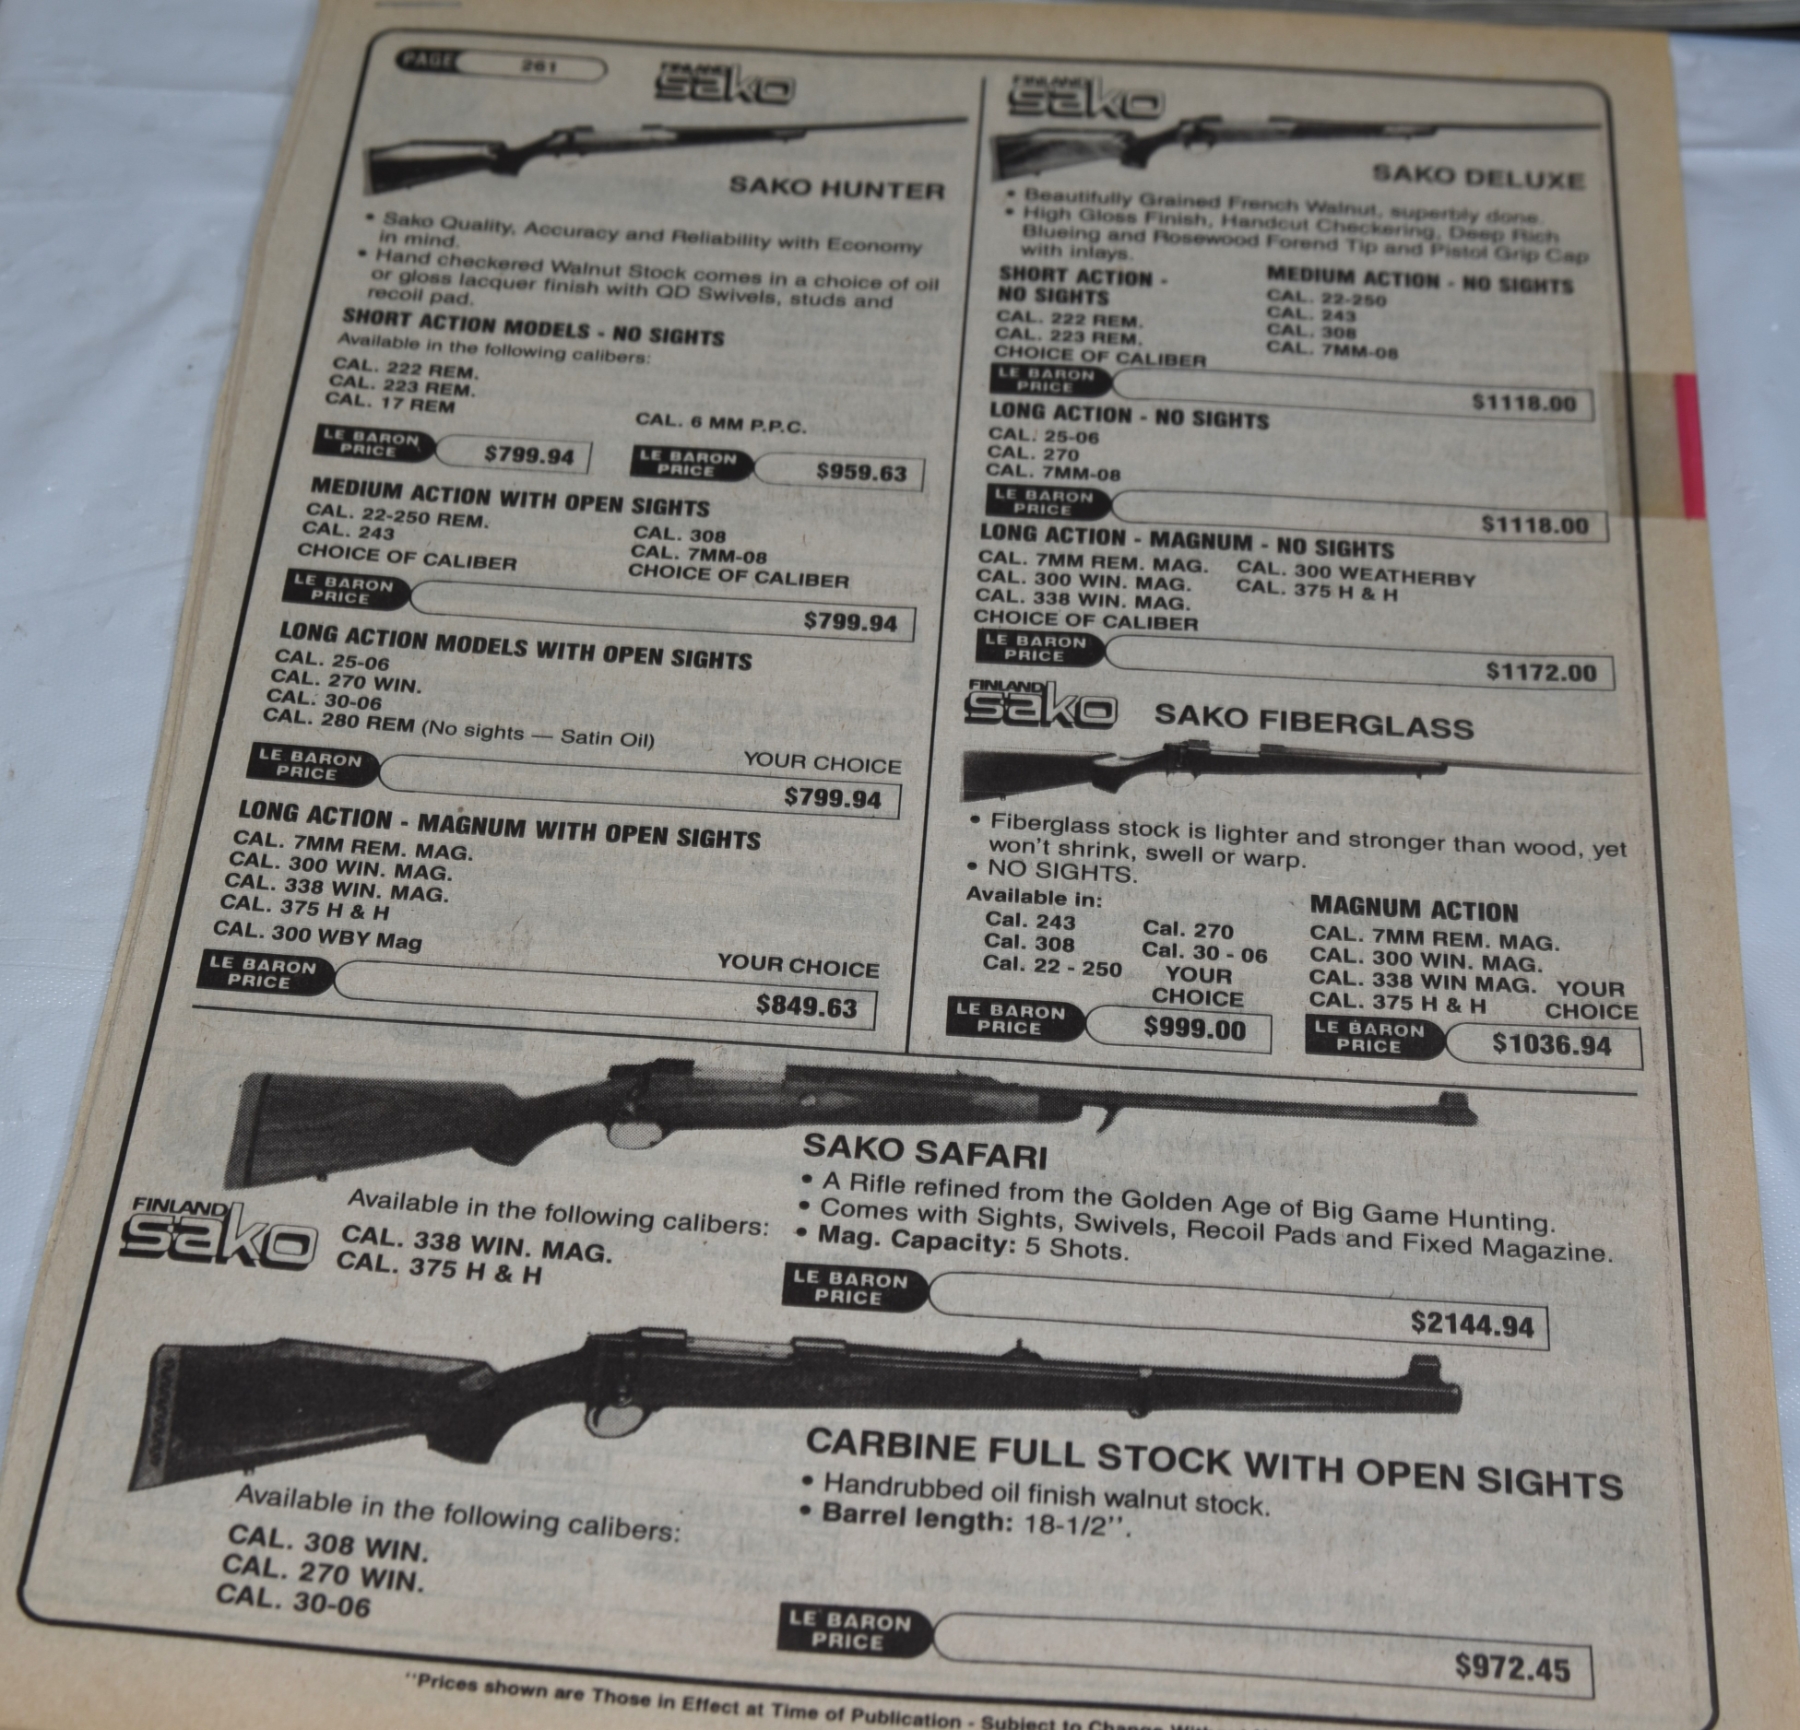 PAGE 261
FINLAND
sako
SAKO HUNTER
• Sako Quality, Accuracy and Reliability with Economy
in mind.
• Hand checkered Walnut Stock comes in a choice of oil
or gloss lacquer finish with QD Swivels, studs and
recoil pad.
SHORT ACTION MODELS - NO SIGHTS
Available in the following calibers:
CAL. 222 REM.
CAL. 223 REM.
CAL. 17 REM
LE BARON
PRICE
$799.94
CAL. 6 MM P.P.C.
LE BARON
PRICE
$959.63
MEDIUM ACTION WITH OPEN SIGHTS
CAL. 22-250 REM.
CAL. 243
CHOICE OF CALIBER
CAL. 308
CAL. 7MM-08
CHOICE OF CALIBER
LE BARON
PRICE
$799.94
LONG ACTION MODELS WITH OPEN SIGHTS
CAL. 25-06
CAL. 270 WIN.
CAL. 30-06
CAL. 280 REM (No sights — Satin Oil)
YOUR CHOICE
LE BARON
PRICE
$799.94
LONG ACTION - MAGNUM WITH OPEN SIGHTS
CAL. 7MM REM. MAG.
CAL. 300 WIN. MAG.
CAL. 338 WIN. MAG.
CAL. 375 H & H
CAL. 300 WBY Mag
YOUR CHOICE
LE BARON
PRICE
$849.63
FINLAND
sako
SAKO DELUXE
• Beautifully Grained French Walnut, superbly done.
• High Gloss Finish, Handcut Checkering, Deep Rich
Blueing and Rosewood Forend Tip and Pistol Grip Cap
with inlays.
SHORT ACTION -
NO SIGHTS
CAL. 222 REM.
CAL. 223 REM.
CHOICE OF CALIBER
MEDIUM ACTION - NO SIGHTS
CAL. 22-250
CAL. 243
CAL. 308
CAL. 7MM-08
LE BARON
PRICE
$1118.00
LONG ACTION - NO SIGHTS
CAL. 25-06
CAL. 270
CAL. 7MM-08
LE BARON
PRICE
$1118.00
LONG ACTION - MAGNUM - NO SIGHTS
CAL. 7MM REM. MAG.
CAL. 300 WIN. MAG.
CAL. 338 WIN. MAG.
CHOICE OF CALIBER
CAL. 300 WEATHERBY
CAL. 375 H & H
LE BARON
PRICE
$1172.00
FINLAND
sako
SAKO FIBERGLASS
• Fiberglass stock is lighter and stronger than wood, yet
won't shrink, swell or warp.
• NO SIGHTS.
Available in:
Cal. 243
Cal. 308
Cal. 22 - 250
Cal. 270
Cal. 30 - 06
YOUR
CHOICE
LE BARON
PRICE
$999.00
MAGNUM ACTION
CAL. 7MM REM. MAG.
CAL. 300 WIN. MAG.
CAL. 338 WIN MAG.
CAL. 375 H & H
YOUR
CHOICE
LE BARON
PRICE
$1036.94
SAKO SAFARI
• A Rifle refined from the Golden Age of Big Game Hunting.
• Comes with Sights, Swivels, Recoil Pads and Fixed Magazine.
• Mag. Capacity: 5 Shots.
FINLAND
sako
Available in the following calibers:
CAL. 338 WIN. MAG.
CAL. 375 H & H
LE BARON
PRICE
$2144.94
CARBINE FULL STOCK WITH OPEN SIGHTS
• Handrubbed oil finish walnut stock.
• Barrel length: 18-1/2".
Available in the following calibers:
CAL. 308 WIN.
CAL. 270 WIN.
CAL. 30-06
LE BARON
PRICE
$972.45
"Prices shown are Those in Effect at Time of Publication - Subject to Change